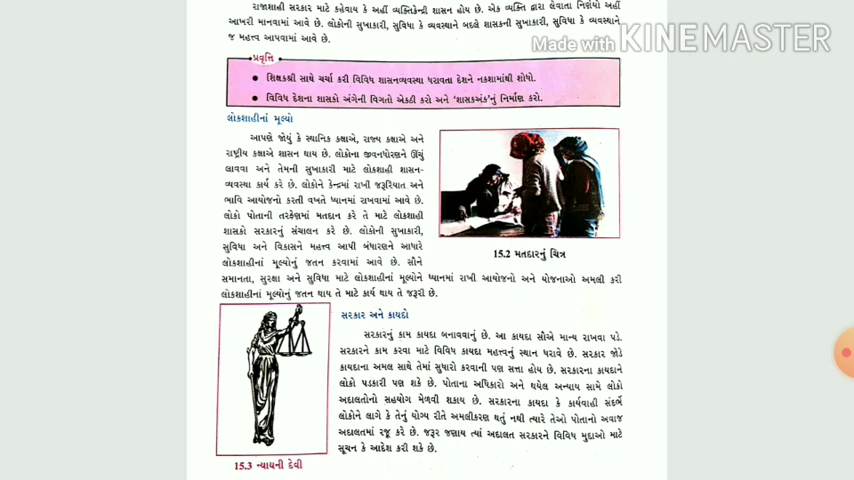 રાજાશાહી સરકાર માટે કહેવાય કે અહીં વ્યક્તિકેન્દ્રી શાસન હોય છે. એક વ્યક્તિ દ્વારા લેવાતા નિર્ણયો અહીં
આખરી માનવામાં આવે છે. લોકોની સુખાકારી, સુવિધા કે વ્યવસ્થાને બદલે શાસકની સુખાકારી, સુવિધા કે વ્યવસ્થાને
જ મહત્ત્વ આપવામાં આવે છે.
Made with KINEMASTER
પ્રવૃત્તિ
● શિક્ષકશ્રી સાથે ચર્ચા કરી વિવિધ શાસનવ્યવસ્થા ધરાવતા દેશને નકશામાંથી શોધો.
● વિવિધ દેશના શાસકો અંગેની વિગતો એકઠી કરો અને ‘શાસકઅંક’નું નિર્માણ કરો.
લોકશાહીનાં મૂલ્યો
આપણે જોયું કે સ્થાનિક કક્ષાએ, રાજ્ય કક્ષાએ અને
રાષ્ટ્રીય કક્ષાએ શાસન થાય છે. લોકોના જીવનધોરણને ઊંચું
લાવવા અને તેમની સુખાકારી માટે લોકશાહી શાસન-
વ્યવસ્થા કાર્ય કરે છે. લોકોને કેન્દ્રમાં રાખી જરૂરિયાત અને
ભાવિ આયોજનો કરતી વખતે ધ્યાનમાં રાખવામાં આવે છે.
લોકો પોતાની તરફેણમાં મતદાન કરે તે માટે લોકશાહી
શાસકો સરકારનું સંચાલન કરે છે. લોકોની સુખાકારી,
સુવિધા અને વિકાસને મહત્ત્વ આપી બંધારણને આધારે
લોકશાહીનાં મૂલ્યોનું જતન કરવામાં આવે છે. સૌને
સમાનતા, સુરક્ષા અને સુવિધા માટે લોકશાહીનાં મૂલ્યોને ધ્યાનમાં રાખી આયોજનો અને યોજનાઓ અમલી કરી
લોકશાહીનાં મૂલ્યોનું જતન થાય તે માટે કાર્ય થાય તે જરૂરી છે.
15.2 મતદારનું ચિત્ર
સરકાર અને કાયદો
સરકારનું કામ કાયદા બનાવવાનું છે. આ કાયદા સૌએ માન્ય રાખવા પડે.
સરકારને કામ કરવા માટે વિવિધ કાયદા મહત્ત્વનું સ્થાન ધરાવે છે. સરકાર જોડે
કાયદાના અમલ સાથે તેમાં સુધારો કરવાની પણ સત્તા હોય છે. સરકારના કાયદાને
લોકો પડકારી પણ શકે છે. પોતાના અધિકારો અને થયેલ અન્યાય સામે લોકો
અદાલતોનો સહયોગ મેળવી શકાય છે. સરકારના કાયદા કે કાર્યવાહી સંદર્ભે
લોકોને લાગે કે તેનું યોગ્ય રીતે અમલીકરણ થતું નથી ત્યારે તેઓ પોતાનો અવાજ
અદાલતમાં રજૂ કરે છે. જરૂર જણાય ત્યાં અદાલત સરકારને વિવિધ મુદાઓ માટે
સૂચન કે આદેશ કરી શકે છે.
15.3 ન્યાયની દેવી